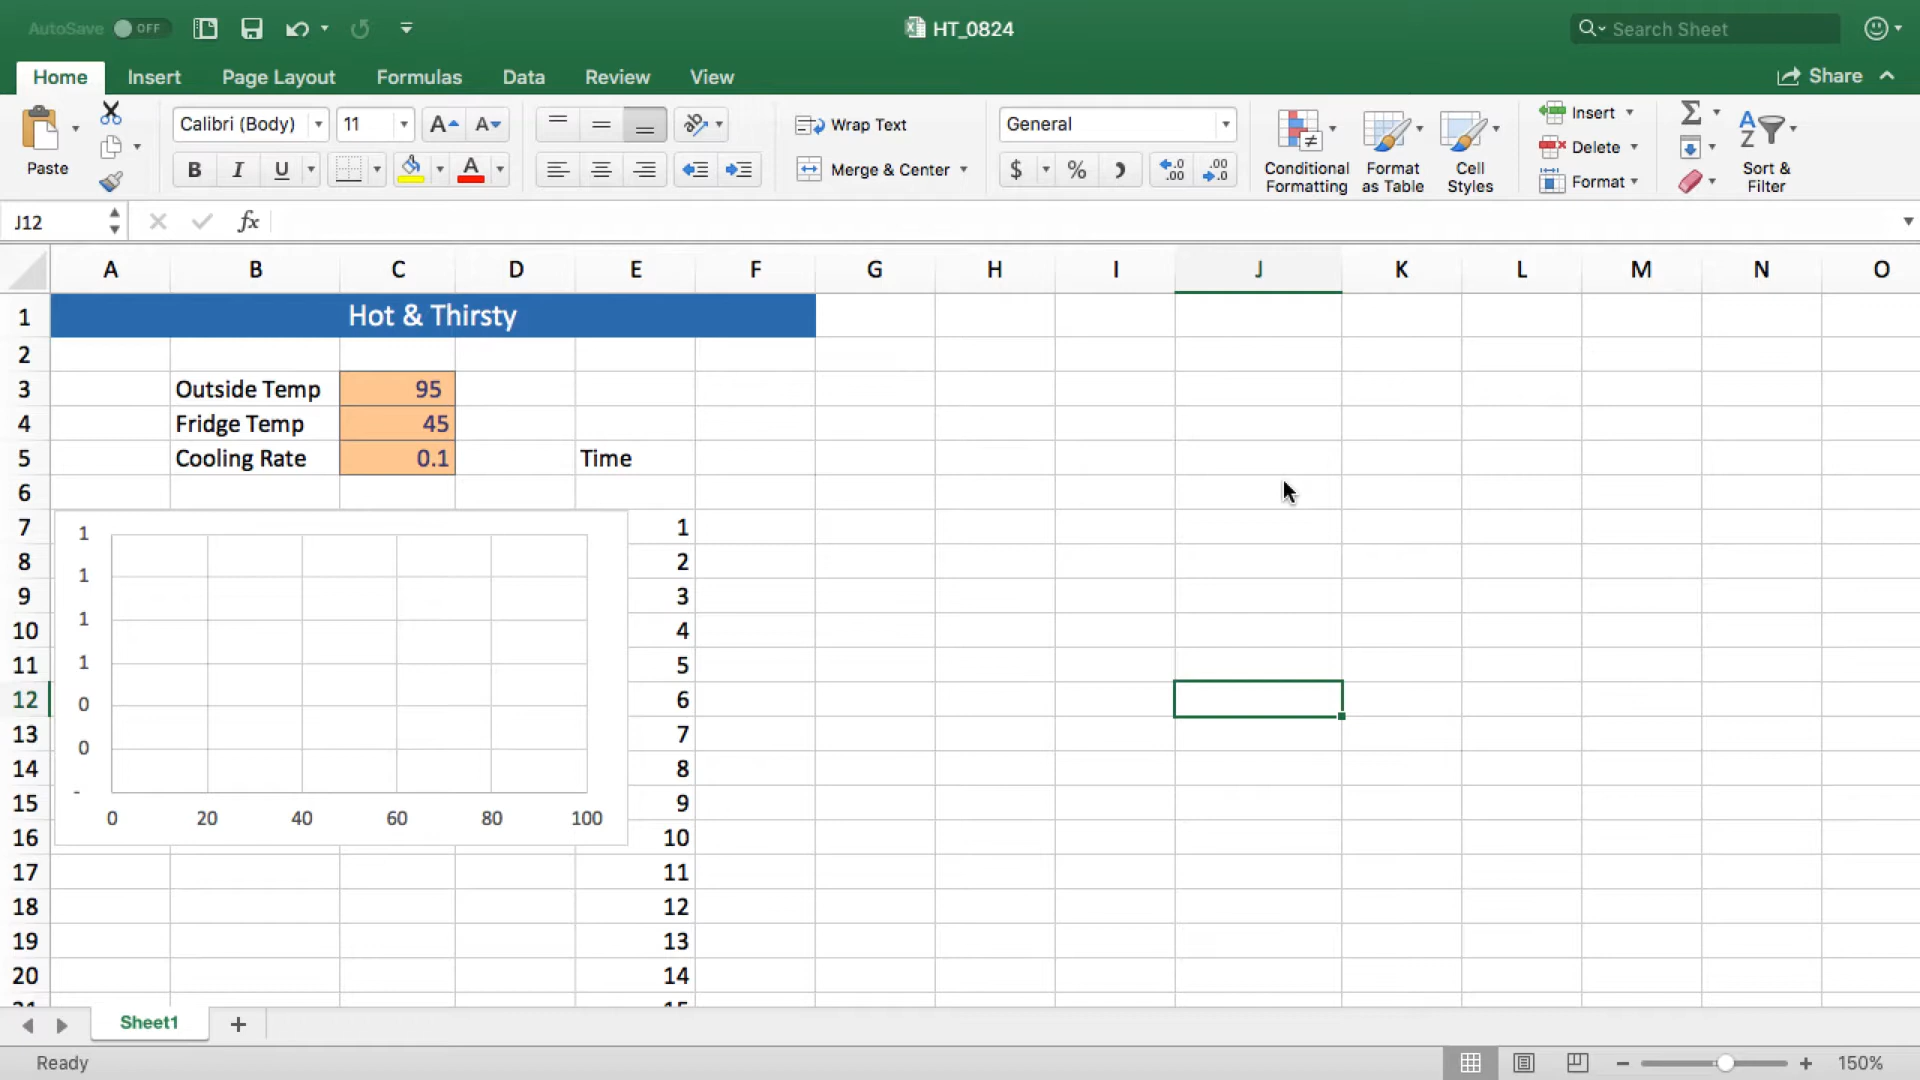 AutoSave OFF
HT_0824
Search Sheet
Home Insert Page Layout Formulas Data Review View
Share
Paste
Calibri (Body) 11
B I U
Wrap Text
Merge & Center
General
$ % )
Conditional Formatting
Format as Table
Cell Styles
Insert
Delete
Format
Sort & Filter
J12 fx
A B C D E F G H I J K L M N O
1 Hot & Thirsty
2
3 Outside Temp 95
4 Fridge Temp 45
5 Cooling Rate 0.1 Time
6
7 1
8 2
9 3
10 4
11 5
12 6
13 7
14 8
15 9
16 10
17 11
18 12
19 13
20 14
1
1
1
1
0
0
-
0 20 40 60 80 100
Sheet1 +
Ready
150%